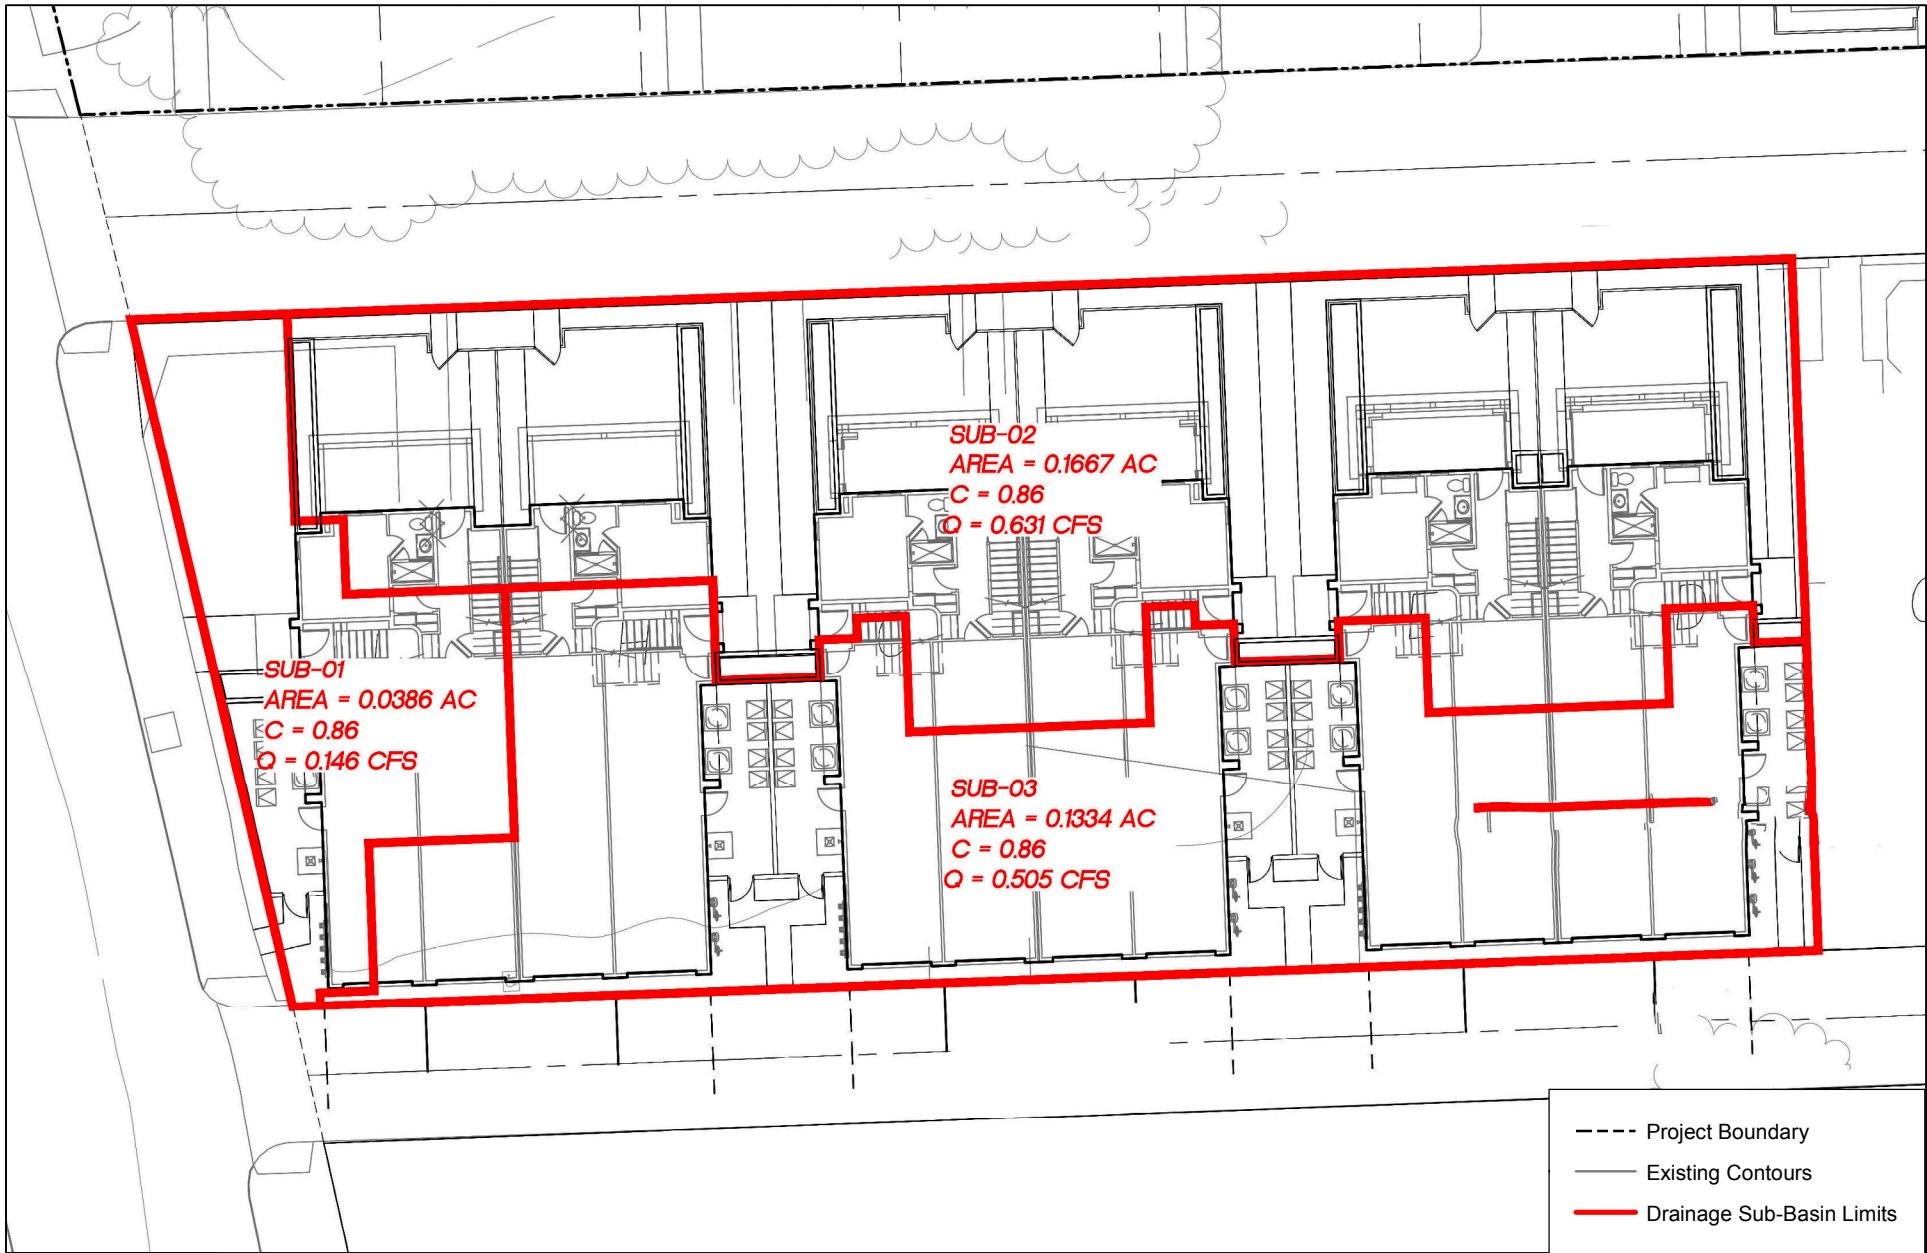 SUB-02
AREA = 0.1667 AC
C = 0.86
Q = 0.631 CFS
SUB-01
AREA = 0.0386 AC
C = 0.86
Q = 0.146 CFS
SUB-03
AREA = 0.1334 AC
C = 0.86
Q = 0.505 CFS
Project Boundary
Existing Contours
Drainage Sub-Basin Limits